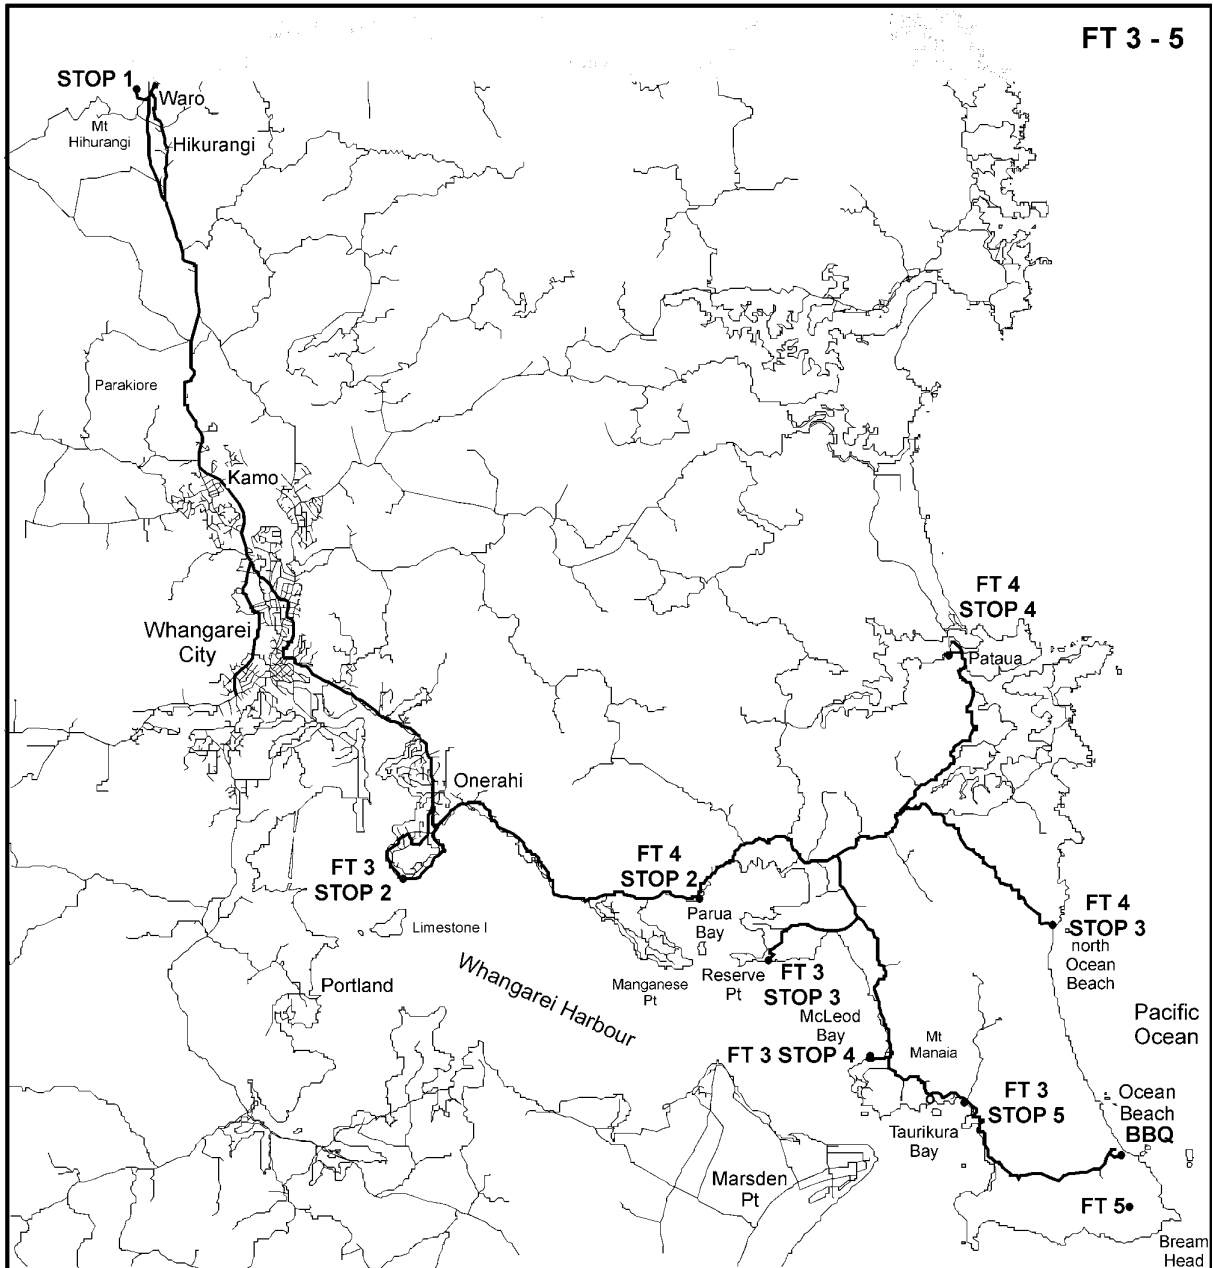 FT 3 - 5
STOP 1
Waro
Mt
Hihurangi
Hikurangi
Parakiore
Kamo
FT 4
STOP 4
Whangarei
City
Pataua
Onerahi
FT 3
STOP 2
FT 4
STOP 2
Limestone I
Parua
Bay
FT 4
STOP 3
north
Ocean
Beach
Whangarei Harbour
Portland
Manganese
Pt
Reserve
Pt
FT 3
STOP 3
McLeod
Bay
Pacific
Ocean
FT 3 STOP 4
Mt
Manaia
FT 3
STOP 5
Ocean
Beach
BBQ
Taurikura
Bay
Marsden
Pt
FT 5
Bream
Head